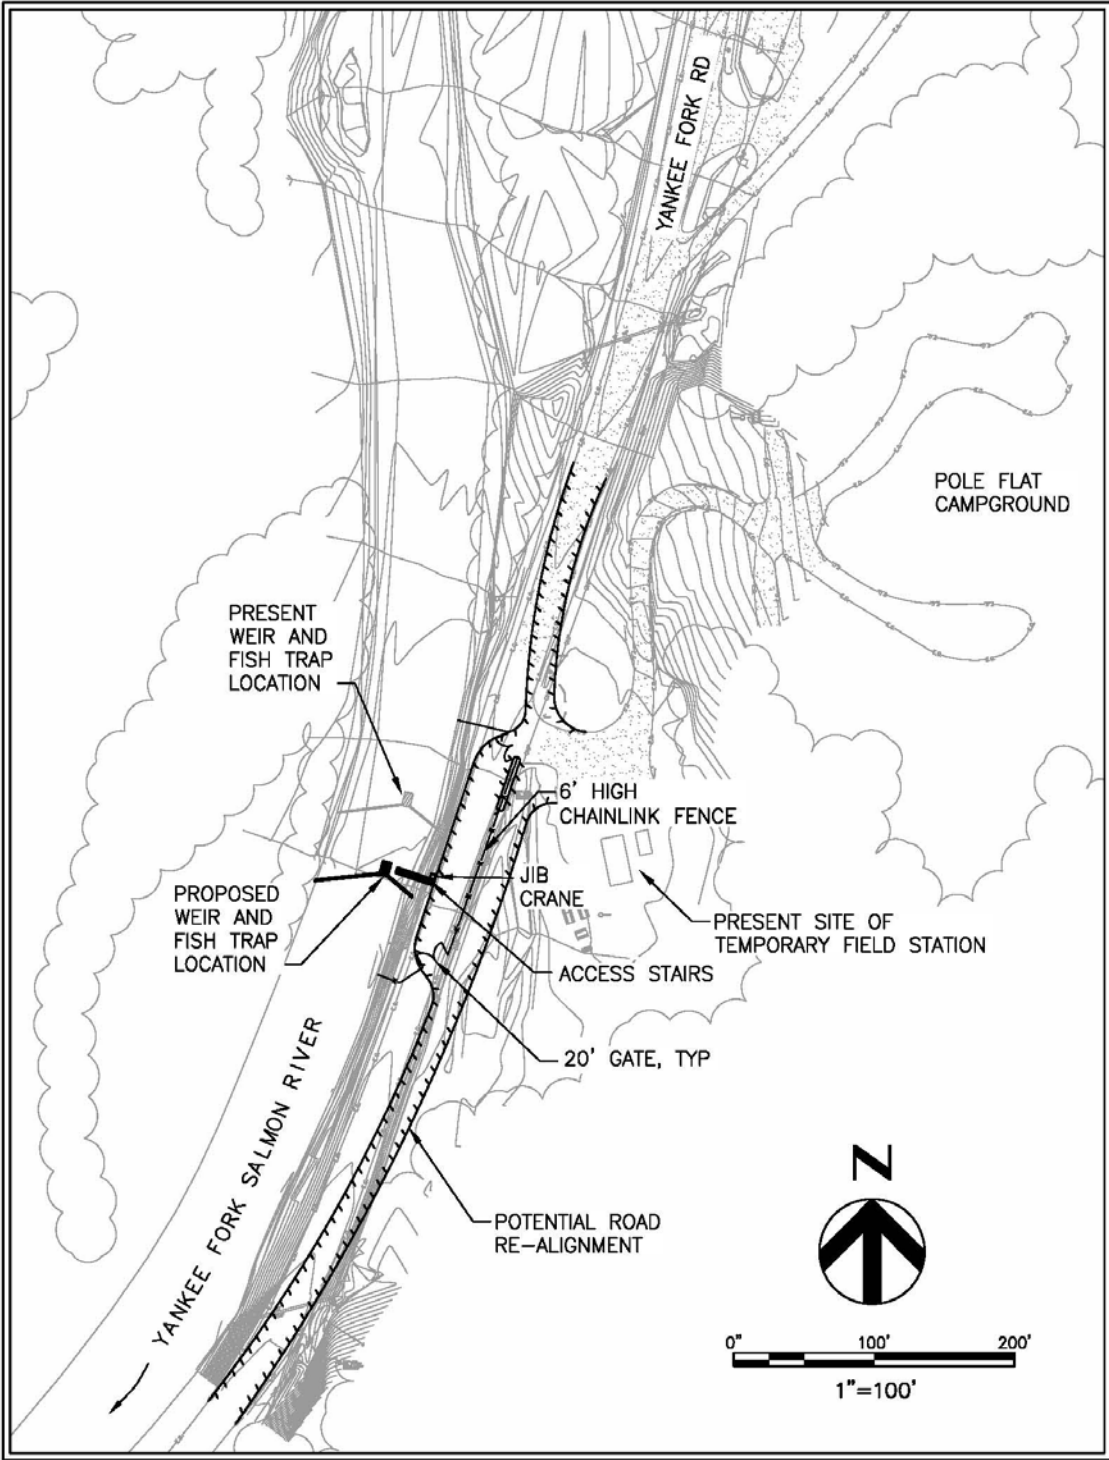 YANKEE FORK RD
POLE FLAT
CAMPGROUND
PRESENT
WEIR AND
FISH TRAP
LOCATION
6' HIGH
CHAINLINK FENCE
JIB
CRANE
PROPOSED
WEIR AND
FISH TRAP
LOCATION
PRESENT SITE OF
TEMPORARY FIELD STATION
ACCESS STAIRS
20' GATE, TYP
YANKEE FORK SALMON RIVER
POTENTIAL ROAD
RE-ALIGNMENT
N
0" 100' 200'
1"=100'